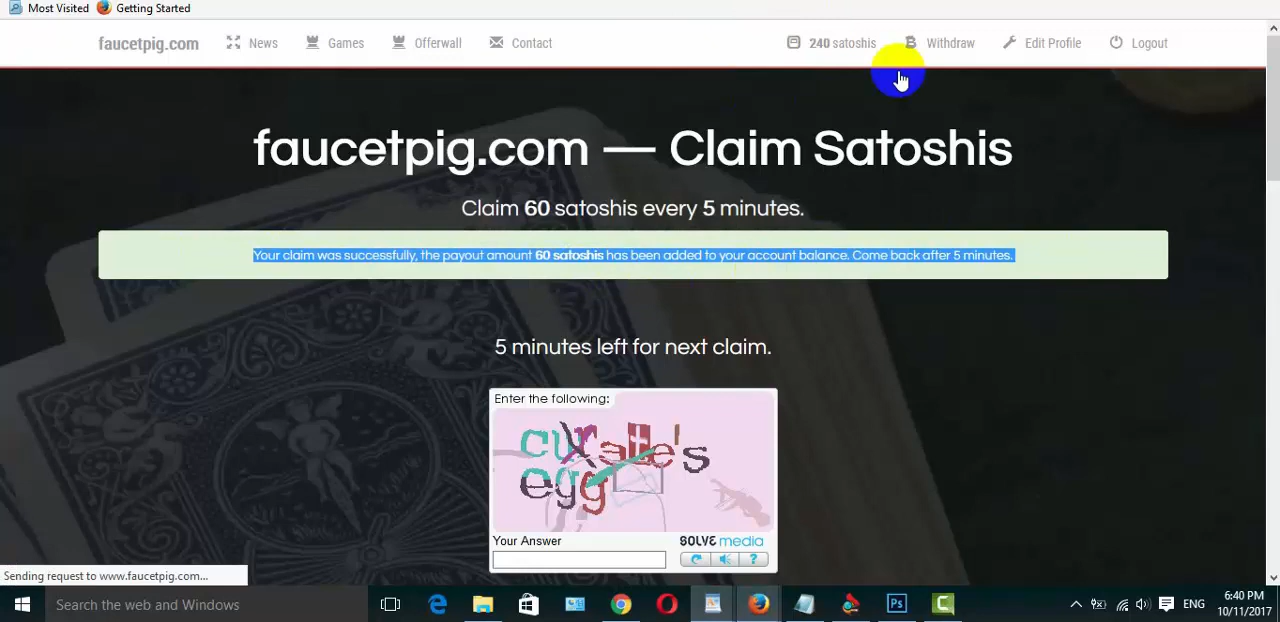 Most Visited Getting Started
faucetpig.com News Games Offerwall Contact 240 satoshis Withdraw Edit Profile Logout
faucetpig.com — Claim Satoshis
Claim 60 satoshis every 5 minutes.
Your claim was successfully, the payout amount 60 satoshis has been added to your account balance. Come back after 5 minutes.
5 minutes left for next claim.
Enter the following:
curate's
egg
Your Answer SOLVE media
Sending request to www.faucetpig.com...
Search the web and Windows
ENG
6:40 PM
10/11/2017